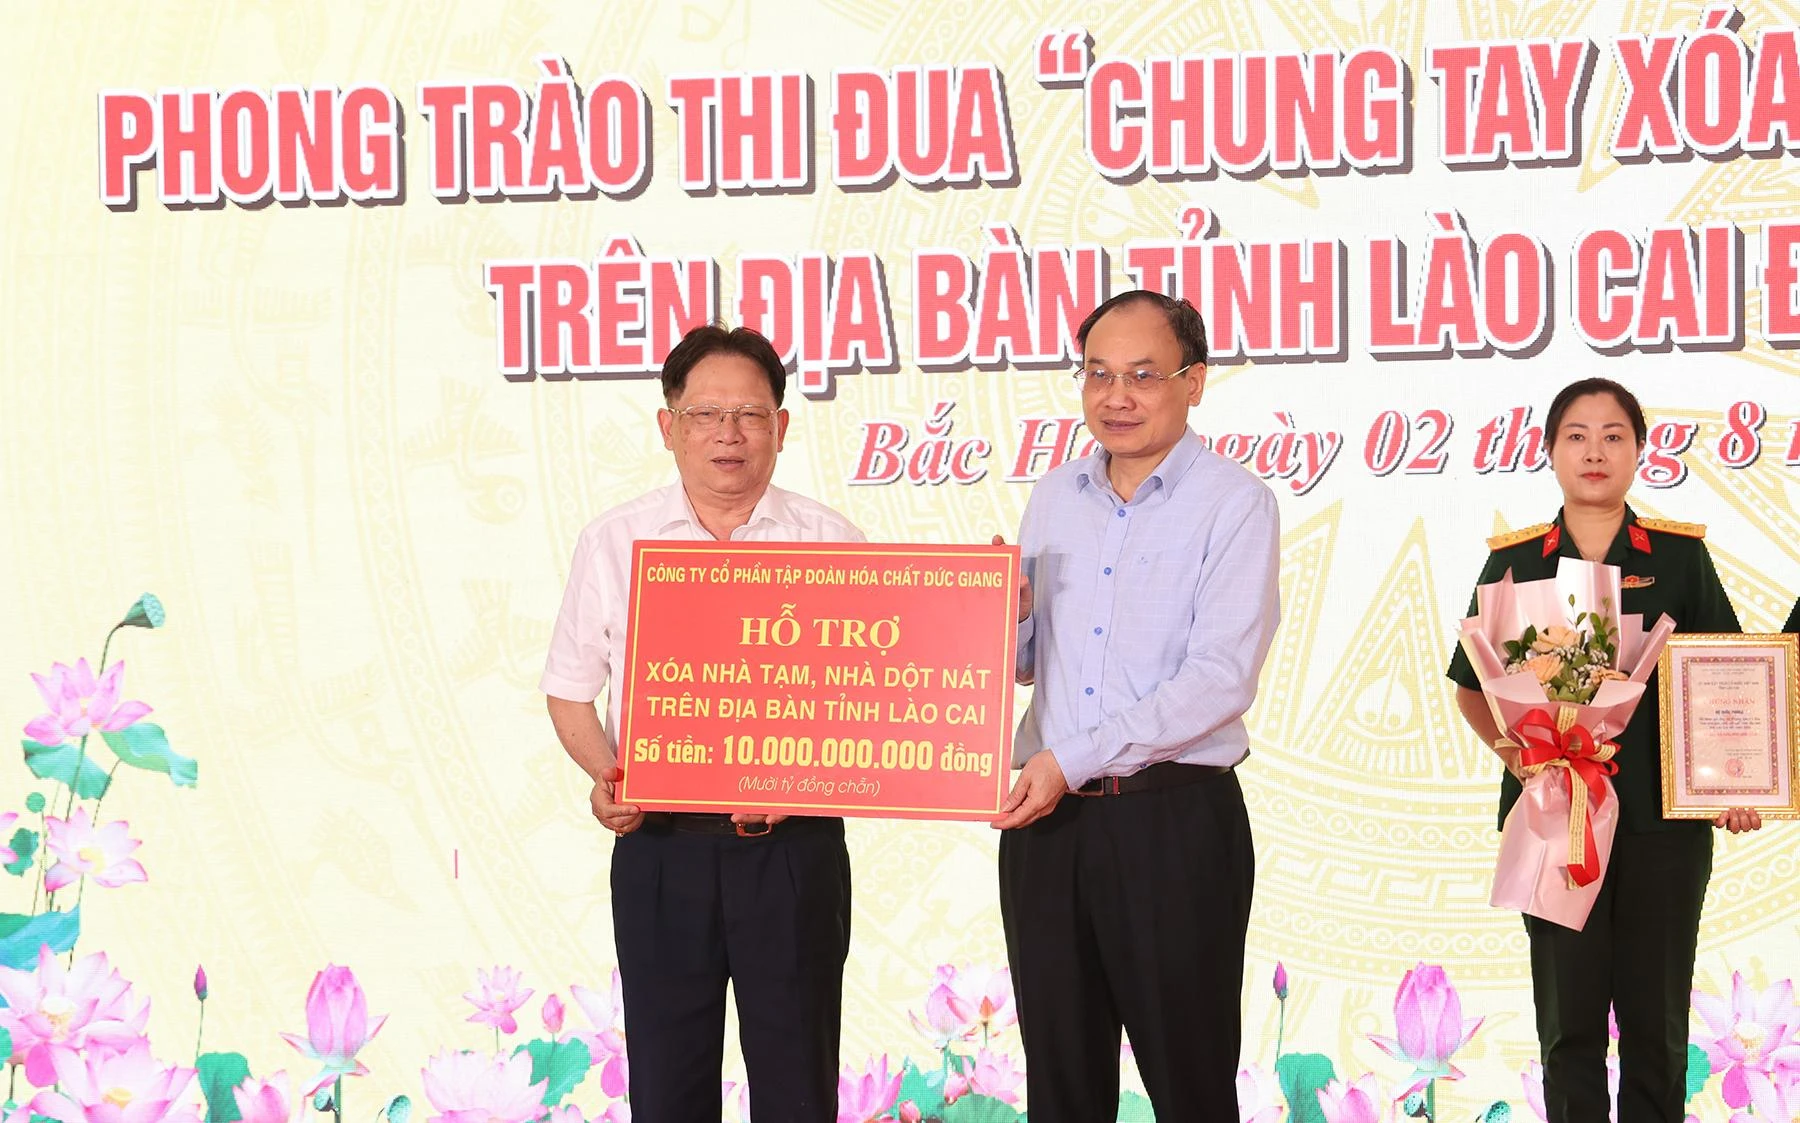 PHONG TRÀO THI ĐUA “CHUNG TAY XÓA
TRÊN ĐỊA BÀN TỈNH LÀO CAI
Bắc ngày 02 8
CÔNG TY CỔ PHẦN TẬP ĐOÀN HÓA CHẤT ĐỨC GIANG
HỖ TRỢ
XÓA NHÀ TẠM, NHÀ DỘT NÁT
TRÊN ĐỊA BÀN TỈNH LÀO CAI
Số tiền: 10.000.000.000 đồng
(Mười tỷ đồng chẵn)